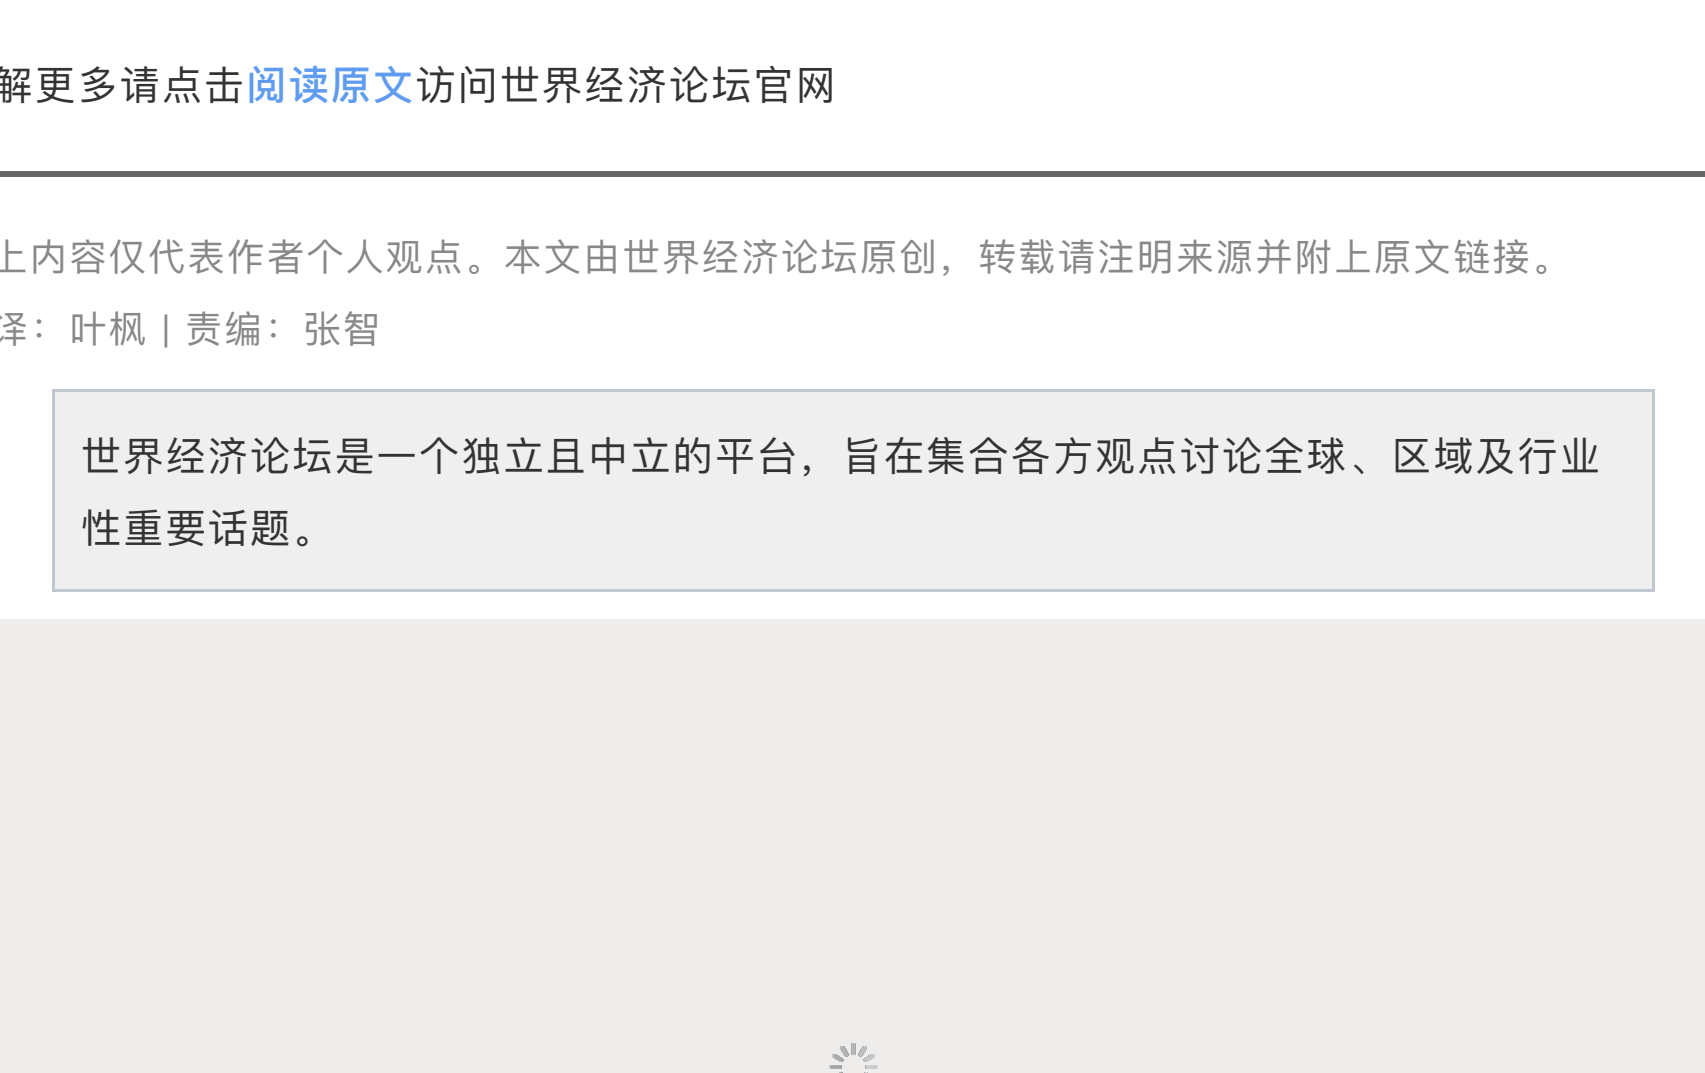 解更多请点击阅读原文访问世界经济论坛官网
上内容仅代表作者个人观点。本文由世界经济论坛原创，转载请注明来源并附上原文链接。
译：叶枫 | 责编：张智
世界经济论坛是一个独立且中立的平台，旨在集合各方观点讨论全球、区域及行业
性重要话题。